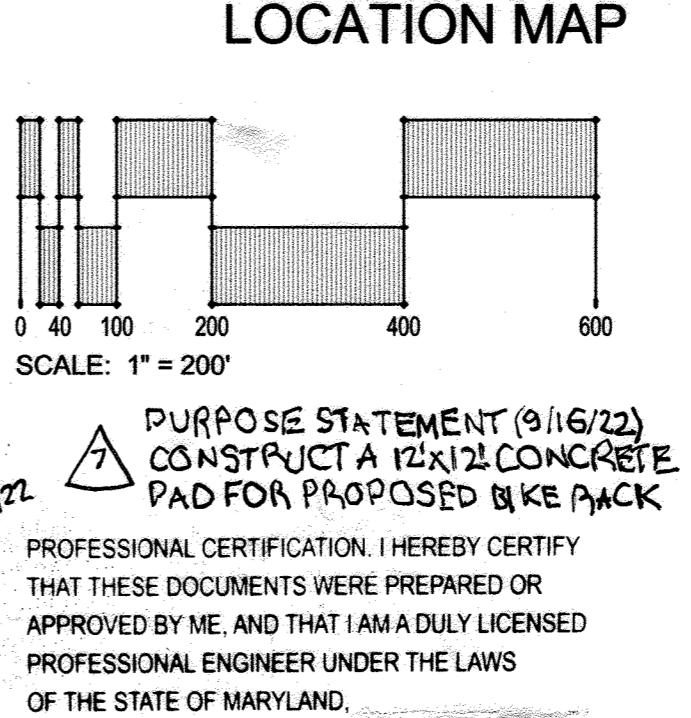 LOCATION MAP
0 40 100 200 400 600
SCALE: 1" = 200'
PURPOSE STATEMENT (9/16/22)
7 CONSTRUCT A 12'X12' CONCRETE
22 PAD FOR PROPOSED BIKE RACK
PROFESSIONAL CERTIFICATION. I HEREBY CERTIFY
THAT THESE DOCUMENTS WERE PREPARED OR
APPROVED BY ME, AND THAT I AM A DULY LICENSED
PROFESSIONAL ENGINEER UNDER THE LAWS
OF THE STATE OF MARYLAND,